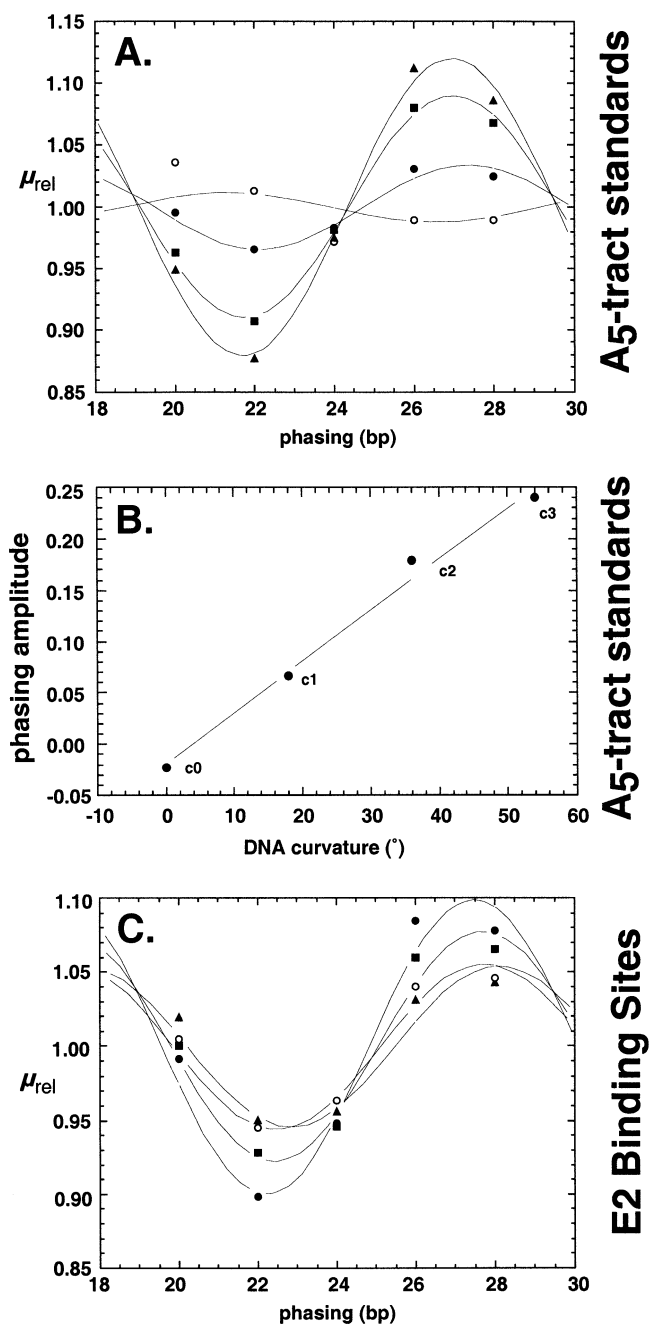 A.
1.15
1.10
1.05
1.00
0.95
0.90
0.85
μrel
18 20 22 24 26 28 30
phasing (bp)
A5-tract standards
B.
0.25
0.20
0.15
0.10
0.05
0.00
-0.05
phasing amplitude
c0
c1
c2
c3
-10 0 10 20 30 40 50 60
DNA curvature (°)
A5-tract standards
C.
1.10
1.05
1.00
0.95
0.90
0.85
μrel
18 20 22 24 26 28 30
phasing (bp)
E2 Binding Sites